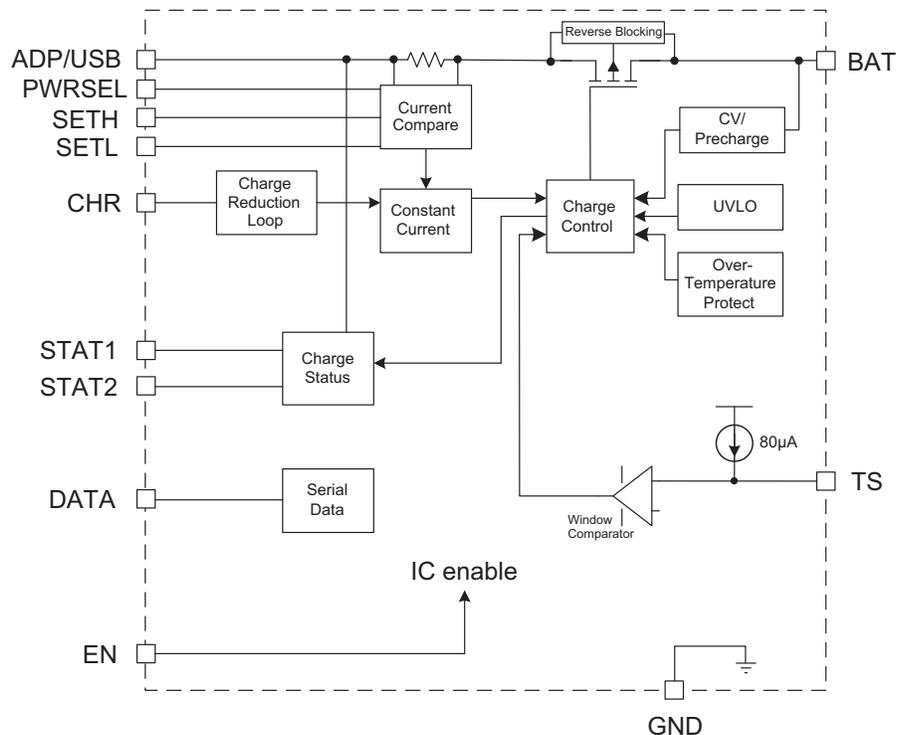 Reverse Blocking
ADP/USB
BAT
PWRSEL
SETH
SETL
Current
Compare
CV/
Precharge
CHR
Charge
Reduction
Loop
Constant
Current
Charge
Control
UVLO
Over-
Temperature
Protect
STAT1
STAT2
Charge
Status
80µA
TS
DATA
Serial
Data
Window
Comparator
IC enable
EN
GND